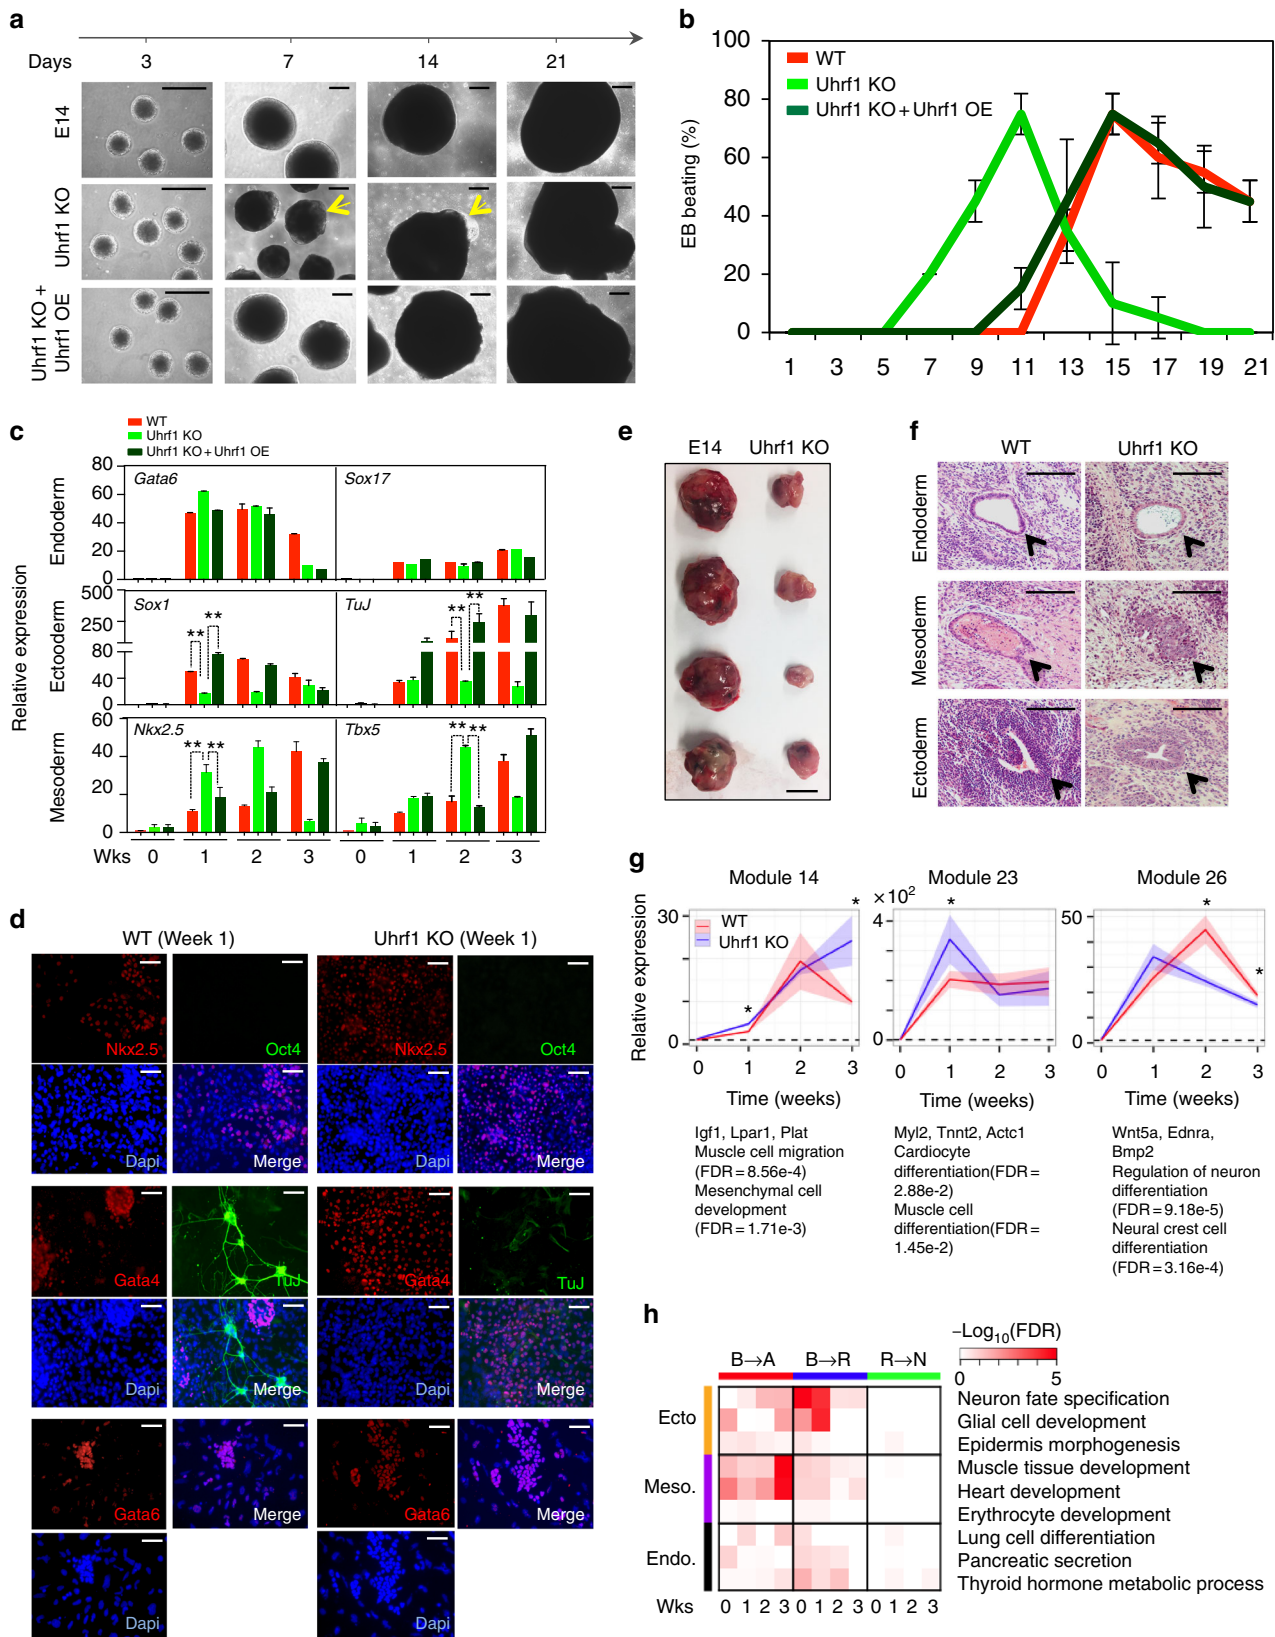 a
Days 3 7 14 21
E14
Uhrf1 KO
Uhrf1 KO +
Uhrf1 OE
b
EB beating (%)
100
80
60
40
20
0
WT
Uhrf1 KO
Uhrf1 KO + Uhrf1 OE
1 3 5 7 9 11 13 15 17 19 21
c
WT
Uhrf1 KO
Uhrf1 KO + Uhrf1 OE
Relative expression
Endoderm
80
60
40
20
0
Gata6 Sox17
Ectooderm
500
250
80
40
0
Sox1 TuJ
** ** ** **
Mesoderm
60
40
20
0
Nkx2.5 Tbx5
** ** ** **
Wks 0 1 2 3 0 1 2 3
d
WT (Week 1) Uhrf1 KO (Week 1)
Nkx2.5 Oct4 Nkx2.5 Oct4
Dapi Merge Dapi Merge
Gata4 TuJ Gata4 TuJ
Dapi Merge Dapi Merge
Gata6 Merge Gata6 Merge
Dapi Dapi
e
E14 Uhrf1 KO
f
WT Uhrf1 KO
Endoderm
Mesoderm
Ectoderm
g
Module 14 Module 23 Module 26
Relative expression
30
0
WT
Uhrf1 KO
* *
×10²
4
0
*
50
0
* *
0 1 2 3 0 1 2 3 0 1 2 3
Time (weeks) Time (weeks) Time (weeks)
Igf1, Lpar1, Plat
Muscle cell migration
(FDR = 8.56e-4)
Mesenchymal cell
development
(FDR = 1.71e-3)
Myl2, Tnnt2, Actc1
Cardiocyte
differentiation(FDR =
2.88e-2)
Muscle cell
differentiation(FDR =
1.45e-2)
Wnt5a, Ednra,
Bmp2
Regulation of neuron
differentiation
(FDR = 9.18e-5)
Neural crest cell
differentiation
(FDR = 3.16e-4)
h
–Log₁₀(FDR)
0 5
B→A B→R R→N
Ecto
Meso.
Endo.
Neuron fate specification
Glial cell development
Epidermis morphogenesis
Muscle tissue development
Heart development
Erythrocyte development
Lung cell differentiation
Pancreatic secretion
Thyroid hormone metabolic process
Wks 0 1 2 3 0 1 2 3 0 1 2 3